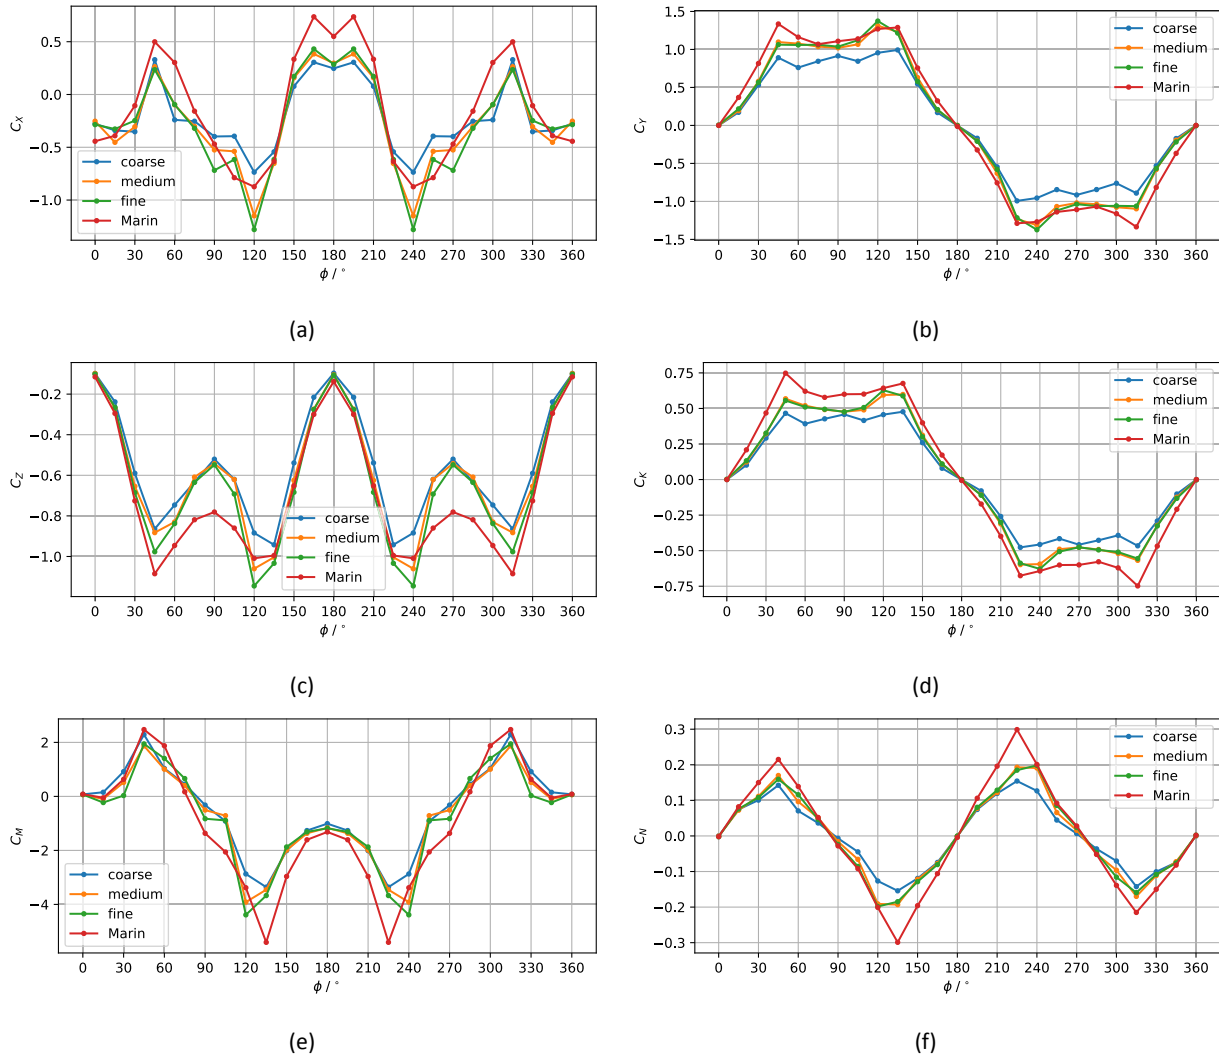 0.5
0.0
−0.5
−1.0
C_X
coarse
medium
fine
Marin
0 30 60 90 120 150 180 210 240 270 300 330 360
ϕ / °
(a)
1.5
1.0
0.5
0.0
−0.5
−1.0
−1.5
C_Y
coarse
medium
fine
Marin
0 30 60 90 120 150 180 210 240 270 300 330 360
ϕ / °
(b)
−0.2
−0.4
−0.6
−0.8
−1.0
C_Z
coarse
medium
fine
Marin
0 30 60 90 120 150 180 210 240 270 300 330 360
ϕ / °
(c)
0.75
0.50
0.25
0.00
−0.25
−0.50
−0.75
C_K
coarse
medium
fine
Marin
0 30 60 90 120 150 180 210 240 270 300 330 360
ϕ / °
(d)
2
0
−2
−4
C_M
coarse
medium
fine
Marin
0 30 60 90 120 150 180 210 240 270 300 330 360
ϕ / °
(e)
0.3
0.2
0.1
0.0
−0.1
−0.2
−0.3
C_N
coarse
medium
fine
Marin
0 30 60 90 120 150 180 210 240 270 300 330 360
ϕ / °
(f)